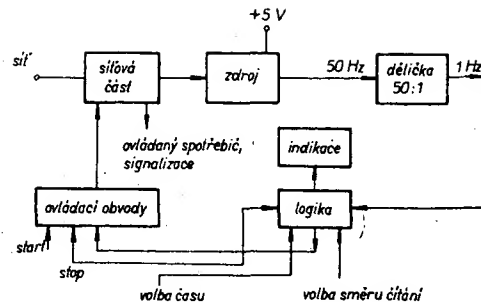 +5 V
síť
síťová
část
zdroj
50 Hz
dělička
50:1
1 Hz
ovládaný spotřebič,
signalizace
indikace
ovládací obvody
logika
start
stop
volba času
volba směru čítání